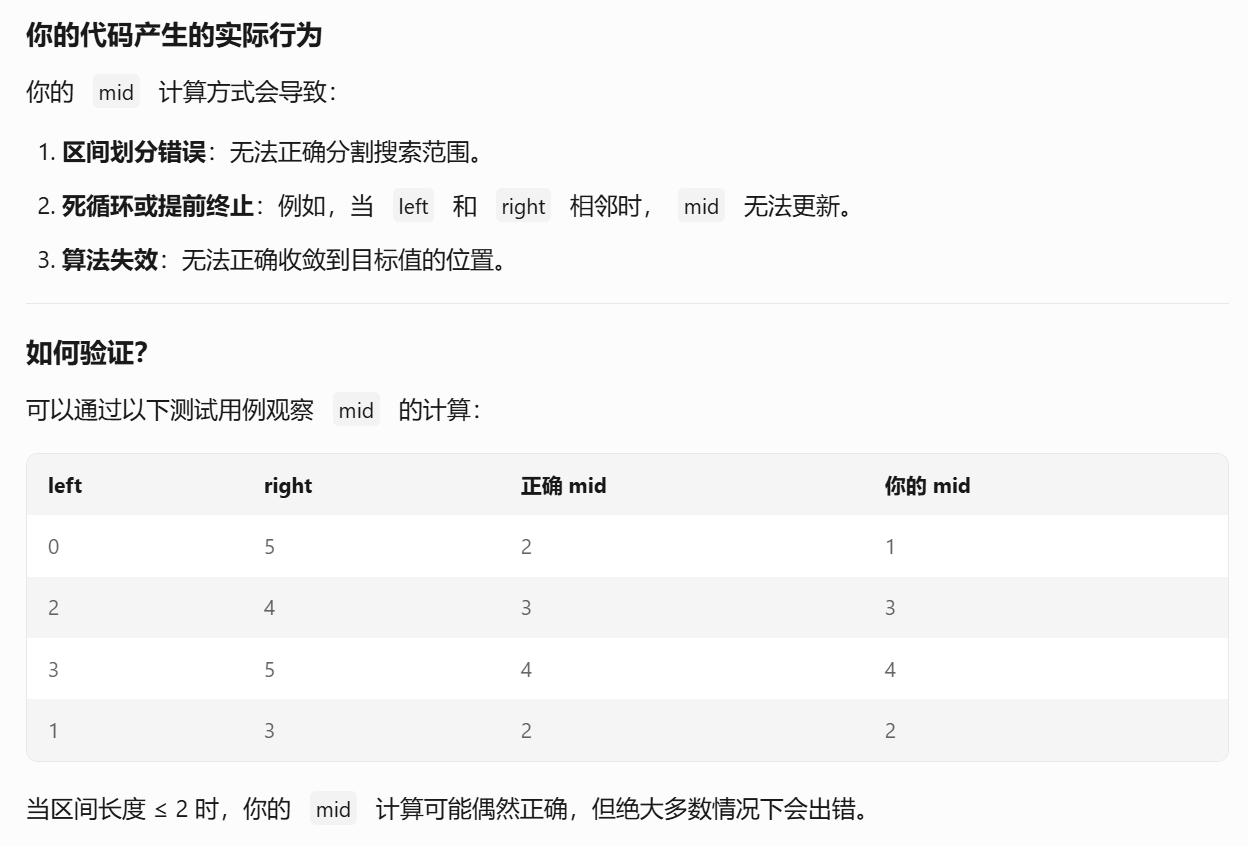 你的代码产生的实际行为
你的 mid 计算方式会导致：
1. 区间划分错误：无法正确分割搜索范围。
2. 死循环或提前终止：例如，当 left 和 right 相邻时， mid 无法更新。
3. 算法失效：无法正确收敛到目标值的位置。
如何验证？
可以通过以下测试用例观察 mid 的计算：
left right 正确 mid 你的 mid
0 5 2 1
2 4 3 3
3 5 4 4
1 3 2 2
当区间长度 ≤ 2 时，你的 mid 计算可能偶然正确，但绝大多数情况下会出错。